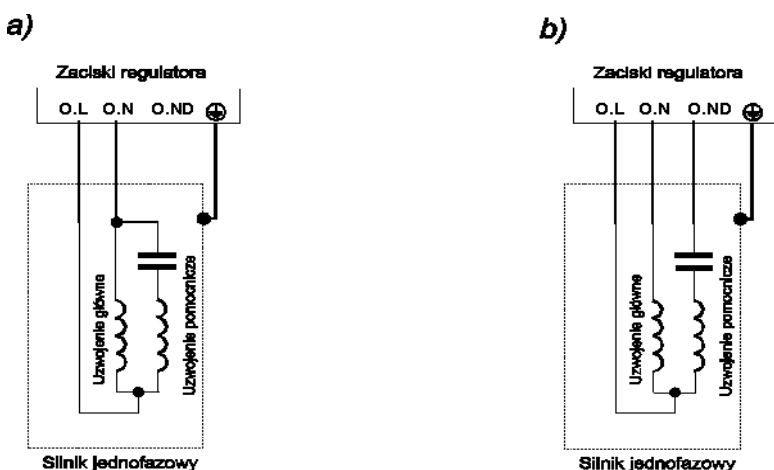 a)
Zaciski regulatora
O.L O.N O.ND
Uzwojenie główne
Uzwojenie pomocnicze
Silnik jednofazowy
b)
Zaciski regulatora
O.L O.N O.ND
Uzwojenie główne
Uzwojenie pomocnicze
Silnik jednofazowy